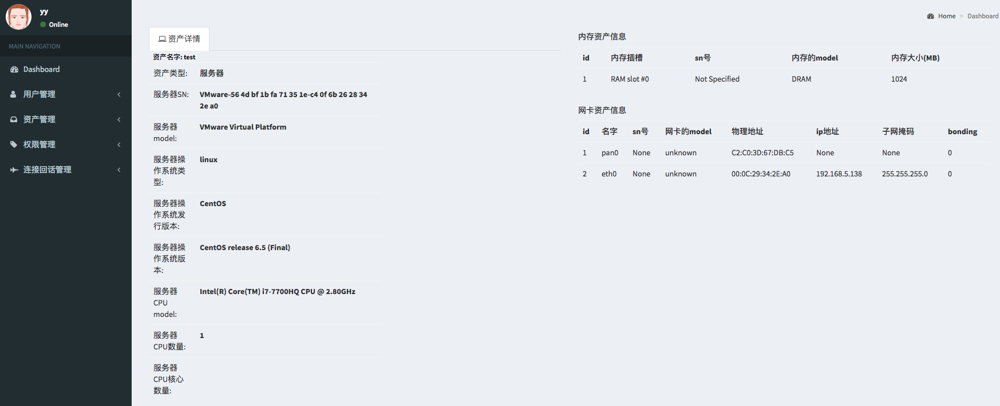 yy
Online
MAIN NAVIGATION
Dashboard
用户管理
资产管理
权限管理
连接回话管理
Home > Dashboard
资产详情
资产名字: test
资产类型: 服务器
服务器SN: VMware-56 4d bf 1b fa 71 35 1e-c4 0f 6b 26 28 34
2e a0
服务器 VMware Virtual Platform
model:
服务器操 linux
作系统类
型:
服务器操 CentOS
作系统发
行版本:
服务器操 CentOS release 6.5 (Final)
作系统版
本:
服务器 Intel(R) Core(TM) i7-7700HQ CPU @ 2.80GHz
CPU
model:
服务器 1
CPU数量:
服务器
CPU核心
数量:
内存资产信息
id 内存插槽 sn号 内存的model 内存大小(MB)
1 RAM slot #0 Not Specified DRAM 1024
网卡资产信息
id 名字 sn号 网卡的model 物理地址 ip地址 子网掩码 bonding
1 pan0 None unknown C2:C0:3D:67:DB:C5 None None 0
2 eth0 None unknown 00:0C:29:34:2E:A0 192.168.5.138 255.255.255.0 0